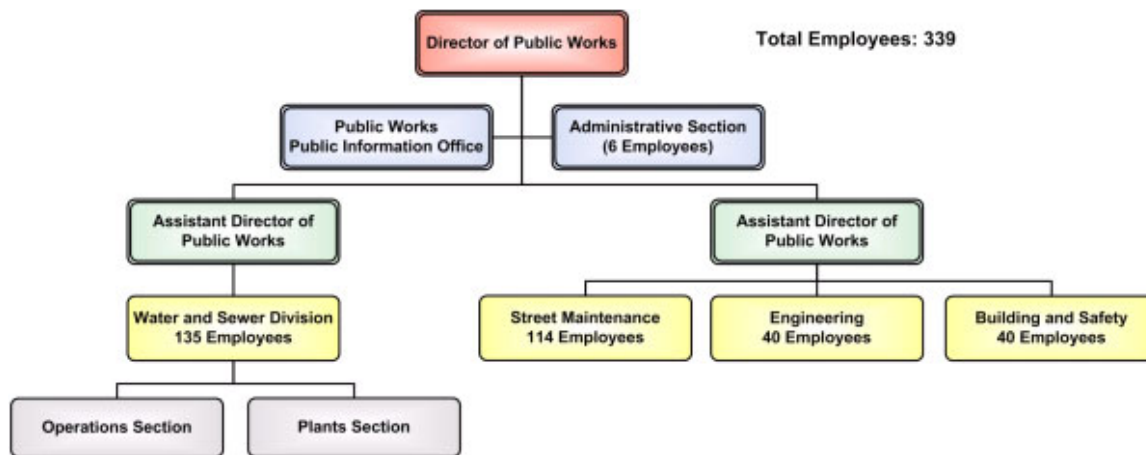 Director of Public Works
Total Employees: 339
Public Works
Public Information Office
Administrative Section
(6 Employees)
Assistant Director of
Public Works
Assistant Director of
Public Works
Water and Sewer Division
135 Employees
Street Maintenance
114 Employees
Engineering
40 Employees
Building and Safety
40 Employees
Operations Section
Plants Section